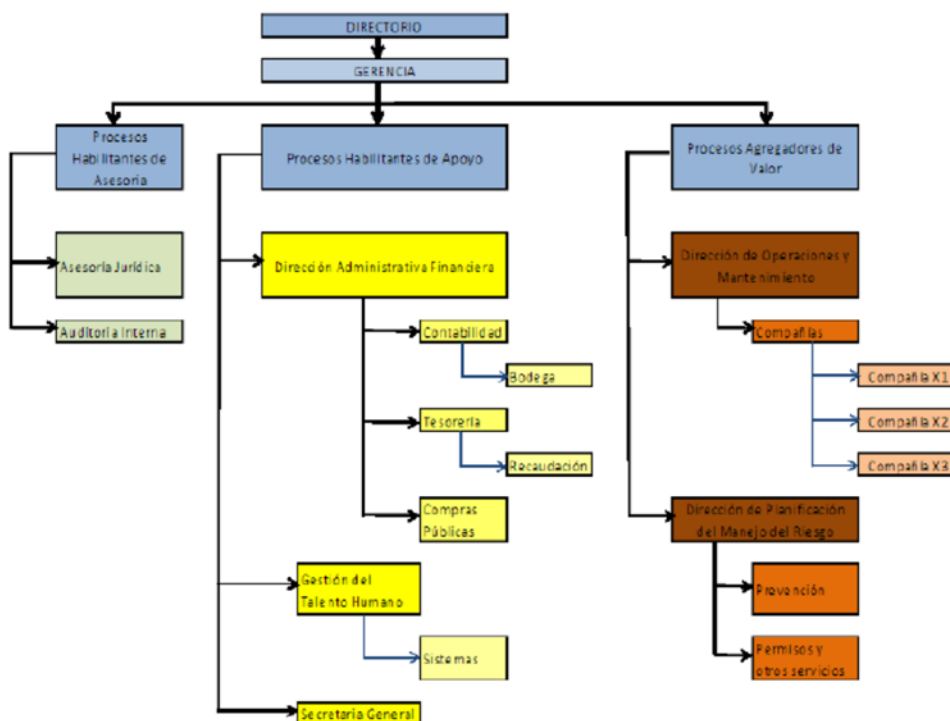 DIRECTORIO
GERENCIA
Procesos
Habilitantes de
Asesoría
Procesos Habilitantes de Apoyo
Procesos Agregadores de
Valor
Asesoría Jurídica
Auditoría Interna
Dirección Administrativa Financiera
Contabilidad
Bodega
Tesorería
Recaudación
Compras
Públicas
Gestión del
Talento Humano
Sistemas
Secretaria General
Dirección de Operaciones y
Mantenimiento
Compañías
Compañía X1
Compañía X2
Compañía X3
Dirección de Planificación
del Manejo del Riesgo
Prevención
Permisos y
otros servicios